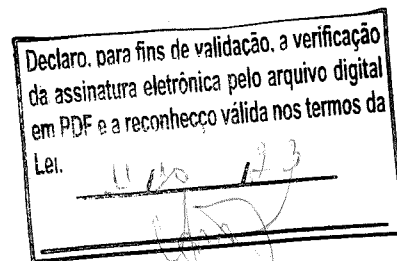 Declaro, para fins de validação, a verificação
da assinatura eletrônica pelo arquivo digital
em PDF e a reconheço válida nos termos da
Lei.